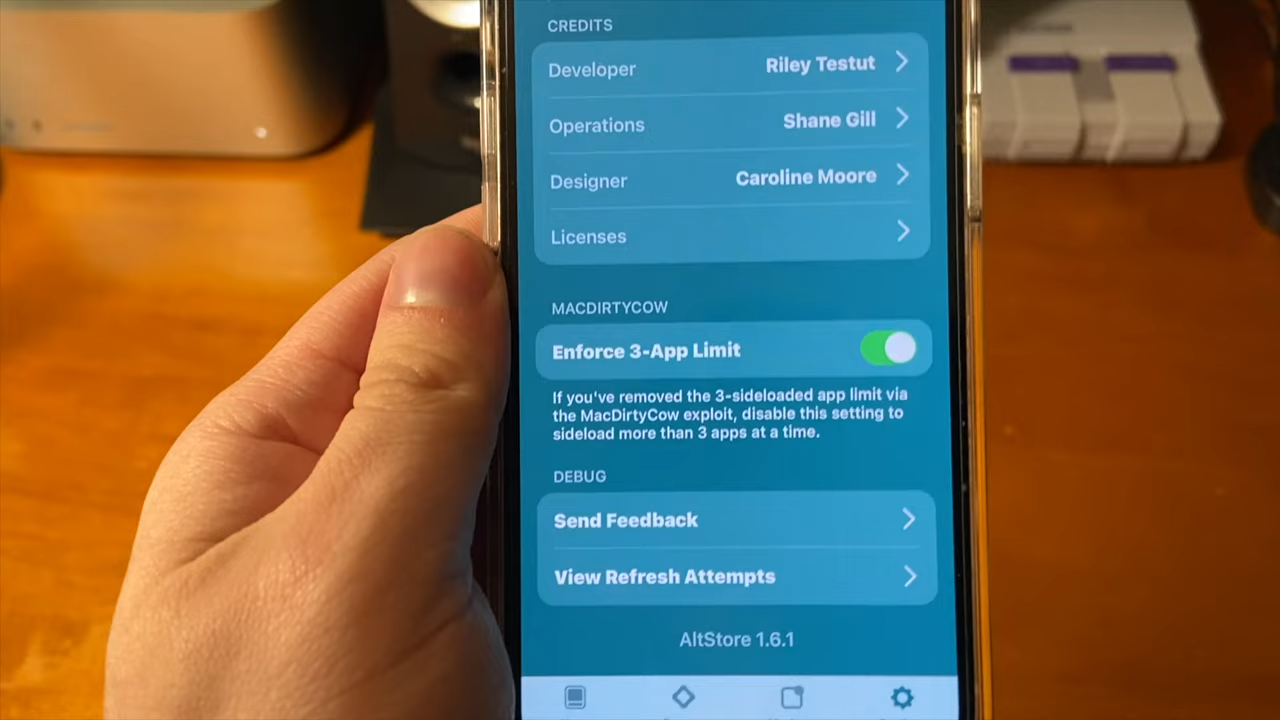 CREDITS
Developer Riley Testut
Operations Shane Gill
Designer Caroline Moore
Licenses
MACDIRTYCOW
Enforce 3-App Limit
If you've removed the 3-sideloaded app limit via
the MacDirtyCow exploit, disable this setting to
sideload more than 3 apps at a time.
DEBUG
Send Feedback
View Refresh Attempts
AltStore 1.6.1